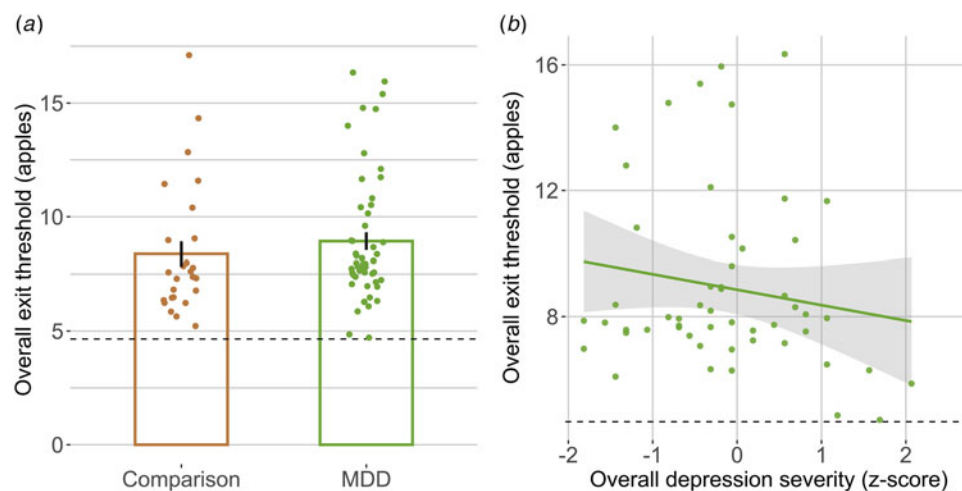 (a)
Overall exit threshold (apples)
15
10
5
0
Comparison MDD
(b)
Overall exit threshold (apples)
16
12
8
-2 -1 0 1 2
Overall depression severity (z-score)